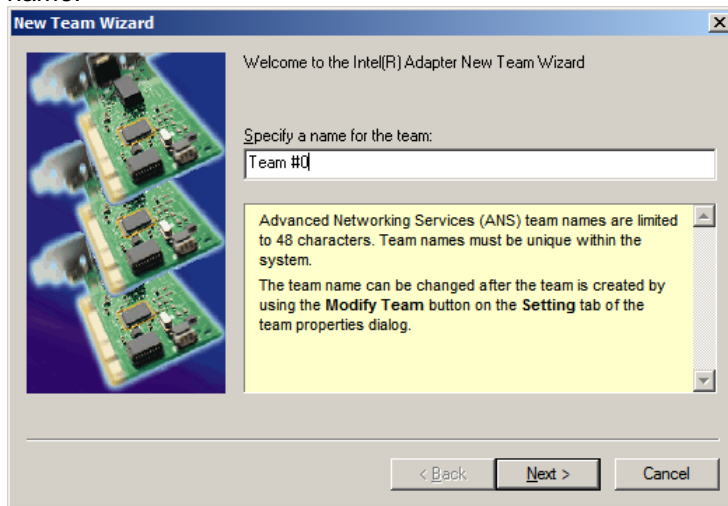 name.
New Team Wizard
Welcome to the Intel(R) Adapter New Team Wizard
Specify a name for the team:
Team #0
Advanced Networking Services (ANS) team names are limited
to 48 characters. Team names must be unique within the
system.
The team name can be changed after the team is created by
using the Modify Team button on the Setting tab of the
team properties dialog.
< Back
Next >
Cancel